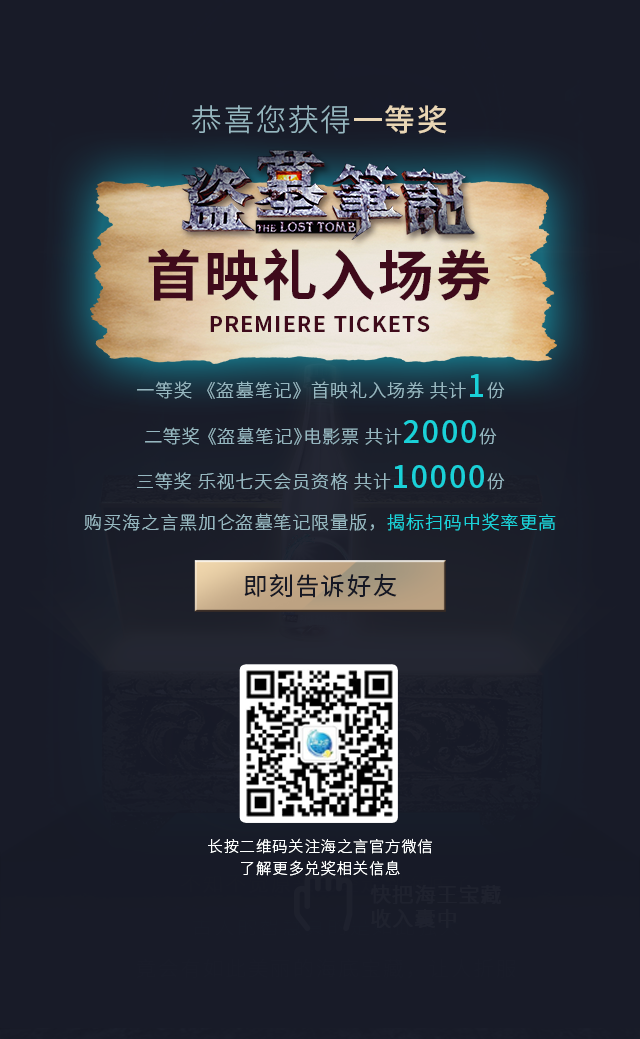 恭喜您获得一等奖
盗墓筆記
THE LOST TOMB
首映礼入场券
PREMIERE TICKETS
一等奖 《盗墓笔记》首映礼入场券 共计1份
二等奖《盗墓笔记》电影票 共计2000份
三等奖 乐视七天会员资格 共计10000份
购买海之言黑加仑盗墓笔记限量版，揭标扫码中奖率更高
即刻告诉好友
长按二维码关注海之言官方微信
了解更多兑奖相关信息
快把海王宝藏
收入囊中